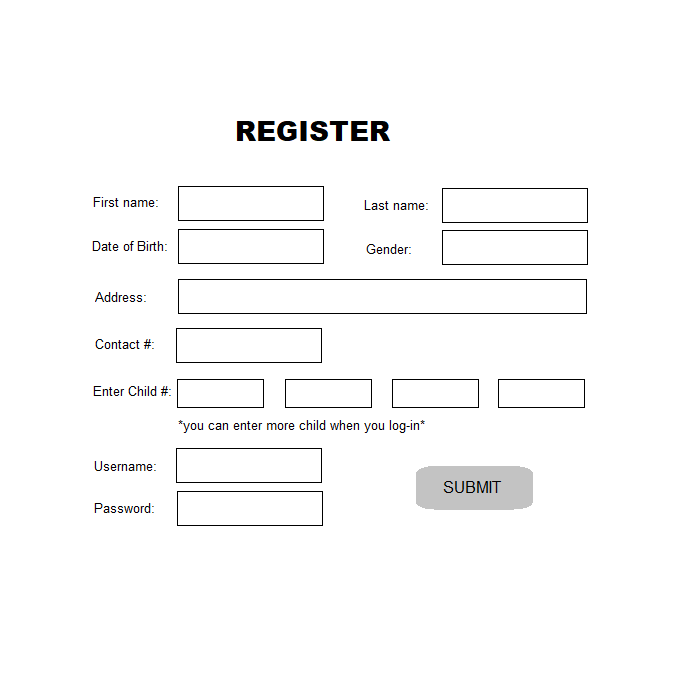 REGISTER
First name:
Last name:
Date of Birth:
Gender:
Address:
Contact #:
Enter Child #:
*you can enter more child when you log-in*
Username:
SUBMIT
Password: